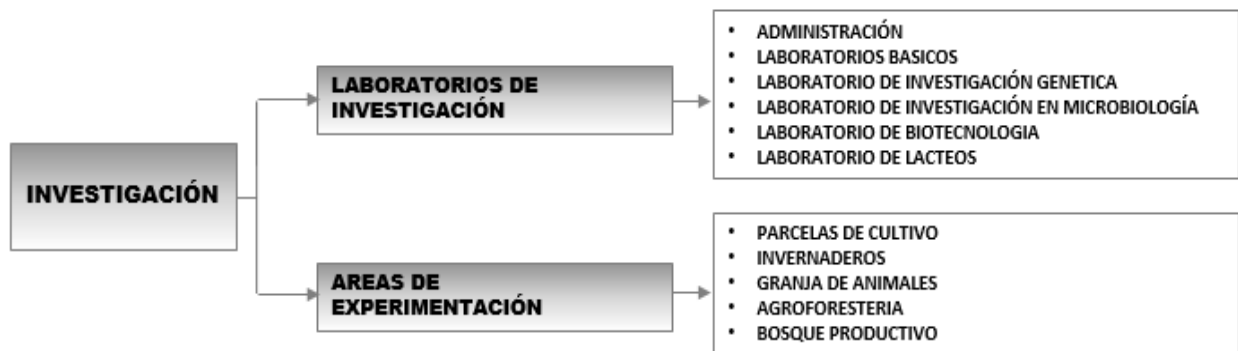 INVESTIGACIÓN
LABORATORIOS DE
INVESTIGACIÓN
• ADMINISTRACIÓN
• LABORATORIOS BASICOS
• LABORATORIO DE INVESTIGACIÓN GENETICA
• LABORATORIO DE INVESTIGACIÓN EN MICROBIOLOGÍA
• LABORATORIO DE BIOTECNOLOGIA
• LABORATORIO DE LACTEOS
AREAS DE
EXPERIMENTACIÓN
• PARCELAS DE CULTIVO
• INVERNADEROS
• GRANJA DE ANIMALES
• AGROFORESTERIA
• BOSQUE PRODUCTIVO